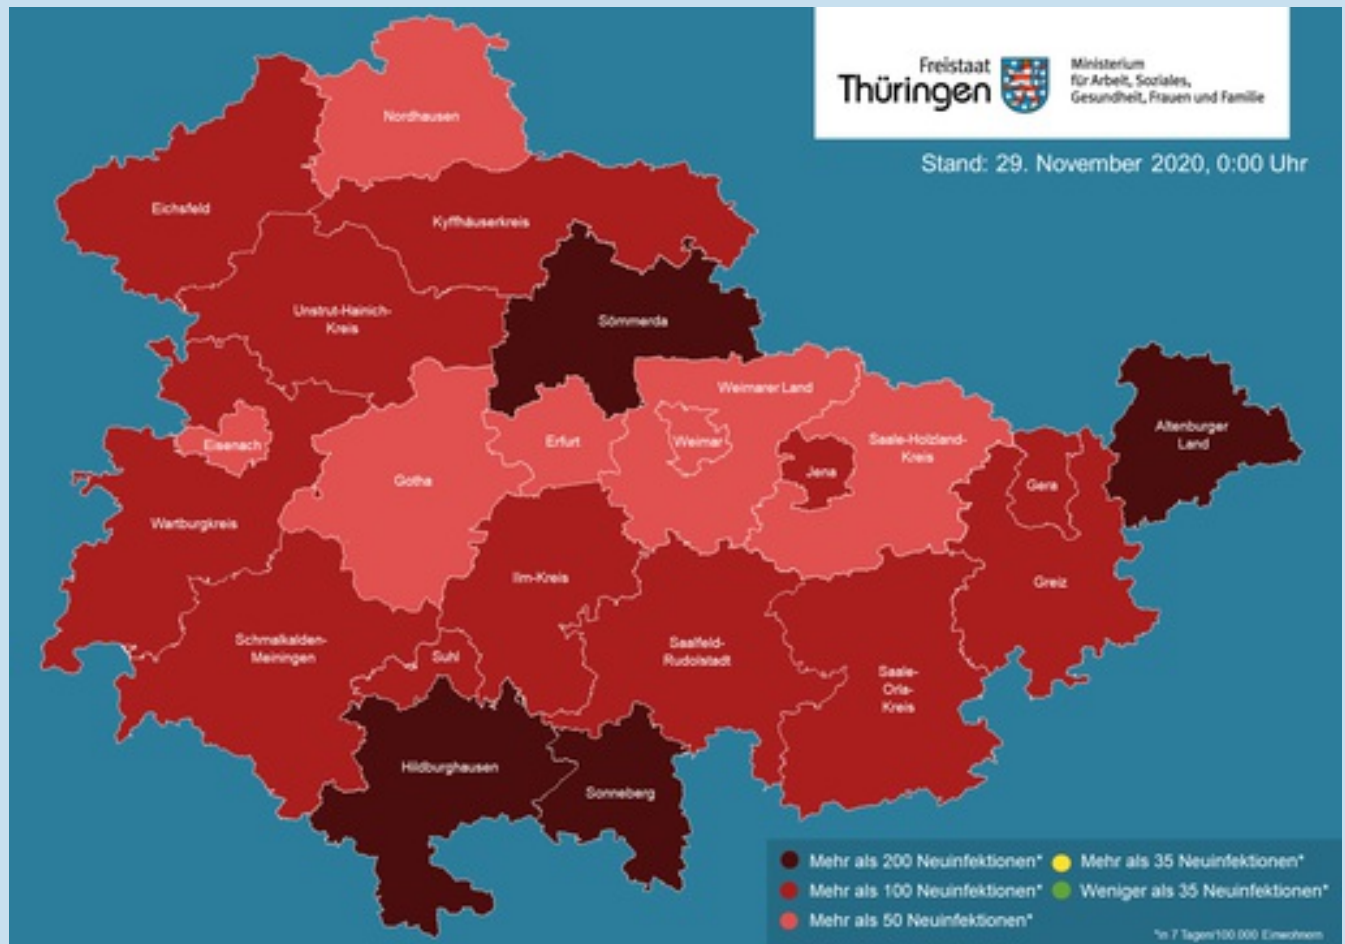 Freistaat
Thüringen
Ministerium
für Arbeit, Soziales,
Gesundheit, Frauen und Familie
Stand: 29. November 2020, 0:00 Uhr
Nordhausen
Eichsfeld
Kyffhäuserkreis
Unstrut-Hainich-
Kreis
Sömmerda
Weimarer Land
Altenburger
Land
Eisenach
Erfurt
Weimar
Saale-Holzland-
Kreis
Jena
Gotha
Gera
Wartburgkreis
Ilm-Kreis
Greiz
Schmalkalden-
Meiningen
Suhl
Saalfeld-
Rudolstadt
Saale-
Orla-
Kreis
Hildburghausen
Sonneberg
Mehr als 200 Neuinfektionen*
Mehr als 35 Neuinfektionen*
Mehr als 100 Neuinfektionen*
Weniger als 35 Neuinfektionen*
Mehr als 50 Neuinfektionen*
*in 7 Tagen/100.000 Einwohnern